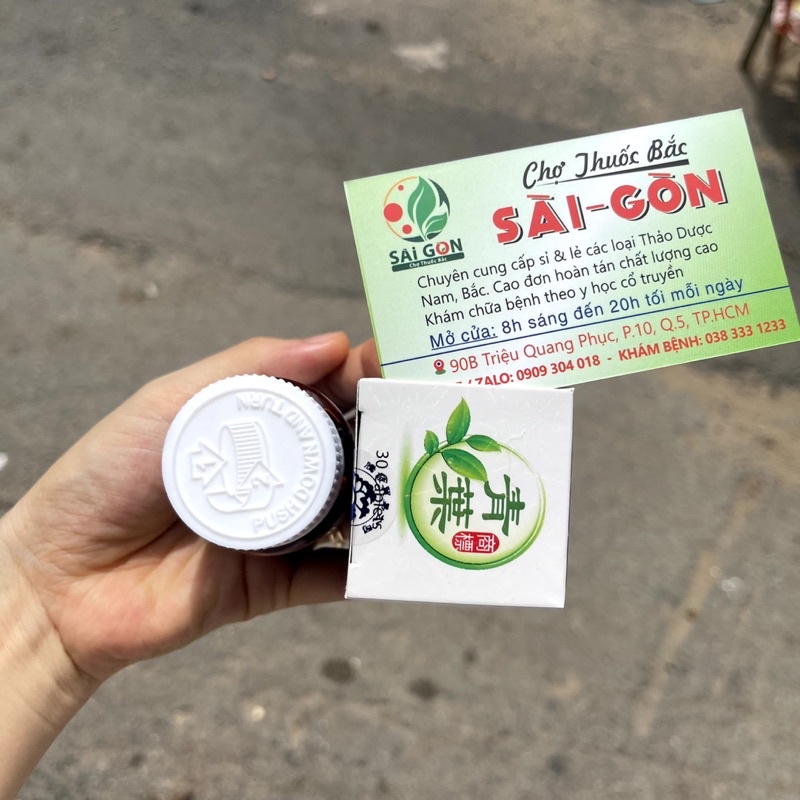 Chợ Thuốc Bắc
SÀI-GÒN
SÀI GÒN
Chợ Thuốc Bắc
Chuyên cung cấp sỉ & lẻ các loại Thảo Dược
Nam, Bắc. Cao đơn hoàn tán chất lượng cao
Khám chữa bệnh theo y học cổ truyền
Mở cửa: 8h sáng đến 20h tối mỗi ngày
90B Triệu Quang Phục, P.10, Q.5, TP.HCM
/ ZALO: 0909 304 018 - KHÁM BỆNH: 038 333 1233
PUSH DOWN AND TURN
1
2
30
青葉
商標